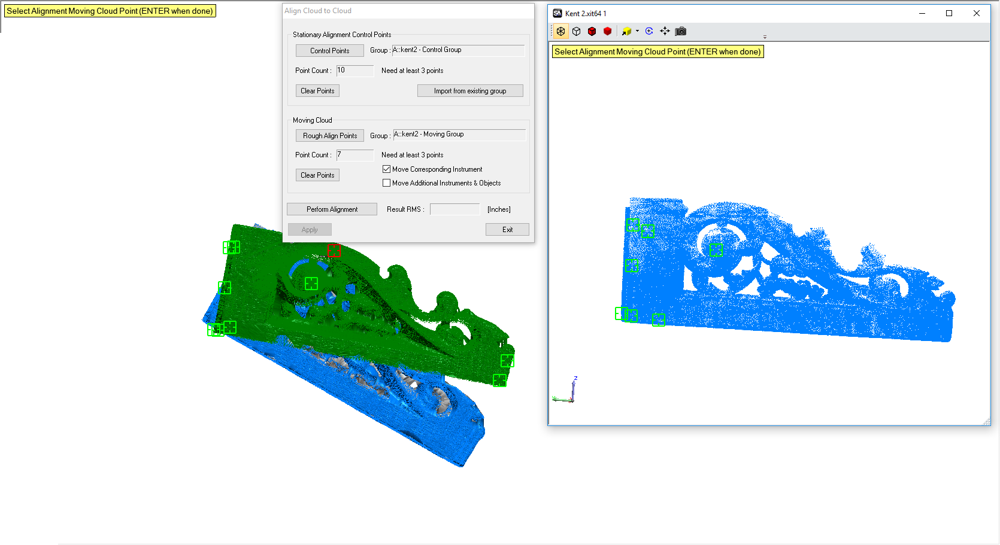 Select Alignment Moving Cloud Point (ENTER when done)
Align Cloud to Cloud
Stationary Alignment Control Points
Control Points Group : A::kent2 - Control Group
Point Count : 10 Need at least 3 points
Clear Points Import from existing group
Moving Cloud
Rough Align Points Group : A::kent2 - Moving Group
Point Count : 7 Need at least 3 points
Move Corresponding Instrument
Clear Points
Move Additional Instruments & Objects
Perform Alignment Result RMS : [Inches]
Apply Exit
SA Kent 2.xit64 1
Select Alignment Moving Cloud Point (ENTER when done)
Z